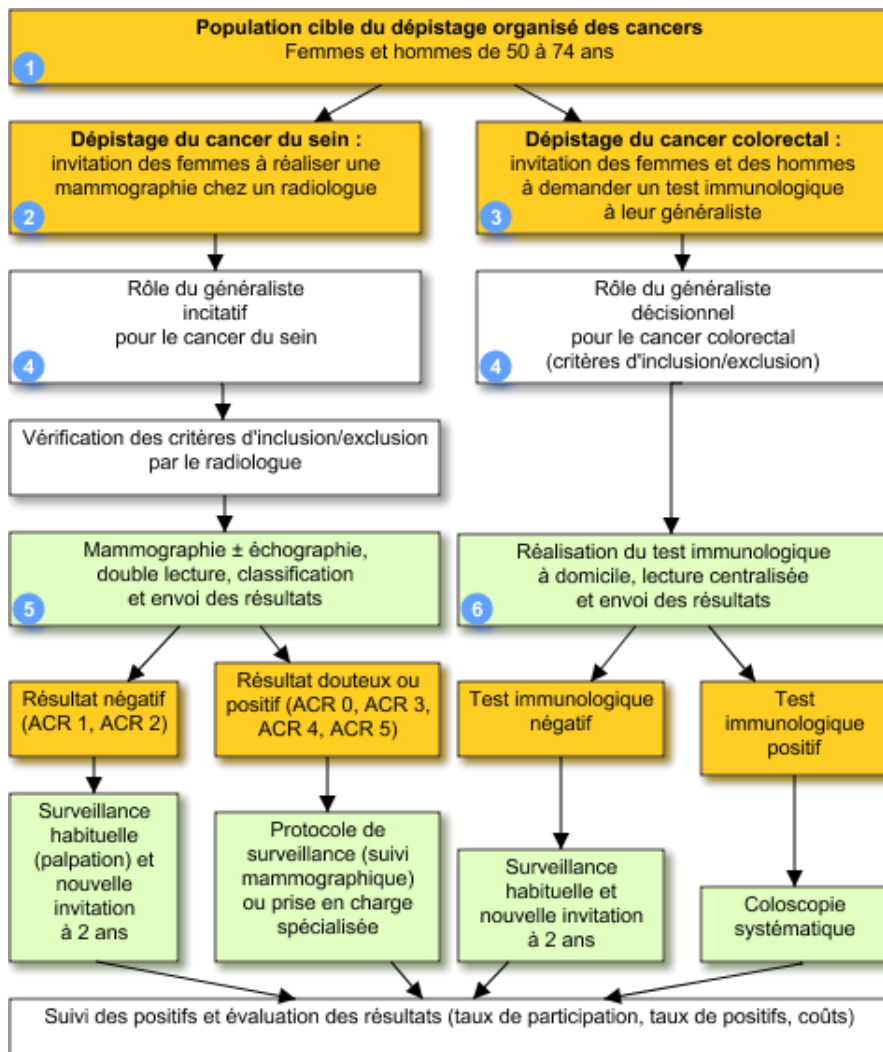 Population cible du dépistage organisé des cancers
Femmes et hommes de 50 à 74 ans
1
Dépistage du cancer du sein :
invitation des femmes à réaliser une
mammographie chez un radiologue
2
Dépistage du cancer colorectal :
invitation des femmes et des hommes
à demander un test immunologique
à leur généraliste
3
Rôle du généraliste
incitatif
pour le cancer du sein
4
Rôle du généraliste
décisionnel
pour le cancer colorectal
(critères d'inclusion/exclusion)
4
Vérification des critères d'inclusion/exclusion
par le radiologue
Mammographie ± échographie,
double lecture, classification
et envoi des résultats
5
Réalisation du test immunologique
à domicile, lecture centralisée
et envoi des résultats
6
Résultat négatif
(ACR 1, ACR 2)
Résultat douteux ou
positif (ACR 0, ACR 3,
ACR 4, ACR 5)
Test immunologique
négatif
Test
immunologique
positif
Surveillance
habituelle
(palpation) et
nouvelle
invitation
à 2 ans
Protocole de
surveillance (suivi
mammographique)
ou prise en charge
spécialisée
Surveillance
habituelle et
nouvelle invitation
à 2 ans
Coloscopie
systématique
Suivi des positifs et évaluation des résultats (taux de participation, taux de positifs, coûts)